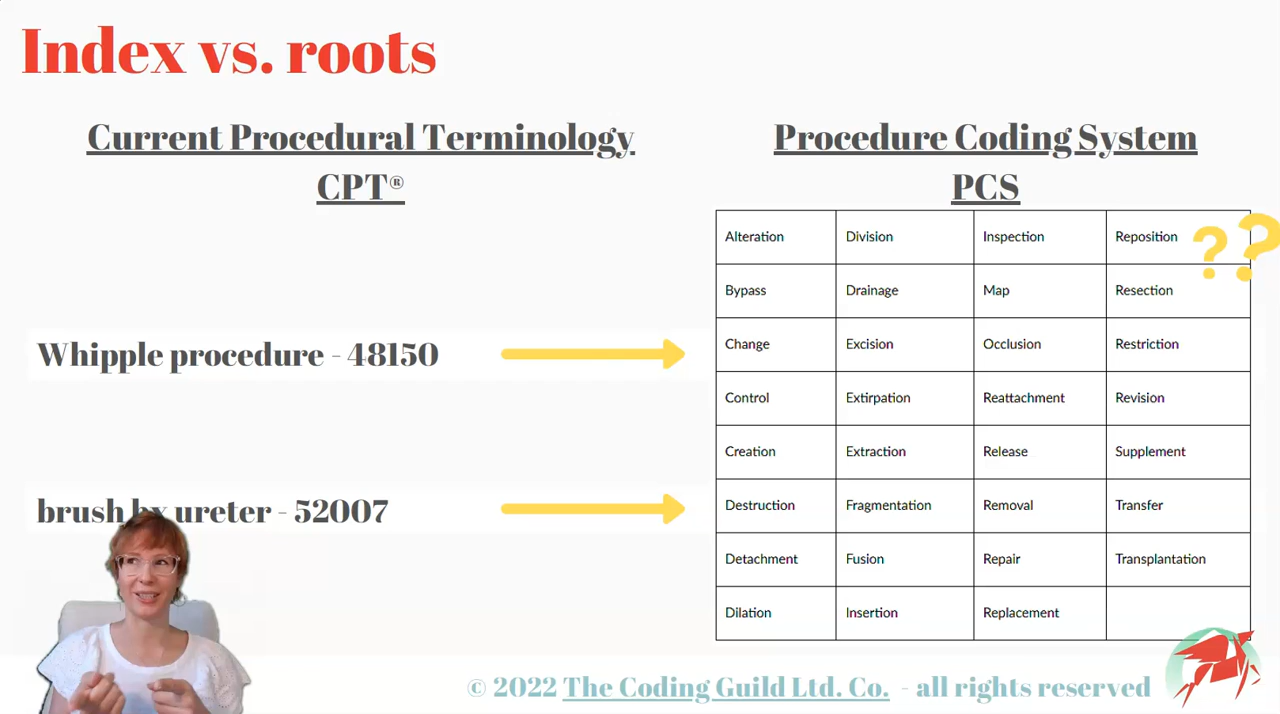 Index vs. roots
Current Procedural Terminology
CPT®
Whipple procedure - 48150
brush bx ureter - 52007
Procedure Coding System
PCS
Alteration Division Inspection Reposition
??
Bypass Drainage Map Resection
Change Excision Occlusion Restriction
Control Extirpation Reattachment Revision
Creation Extraction Release Supplement
Destruction Fragmentation Removal Transfer
Detachment Fusion Repair Transplantation
Dilation Insertion Replacement
© 2022 The Coding Guild Ltd. Co. - all rights reserved